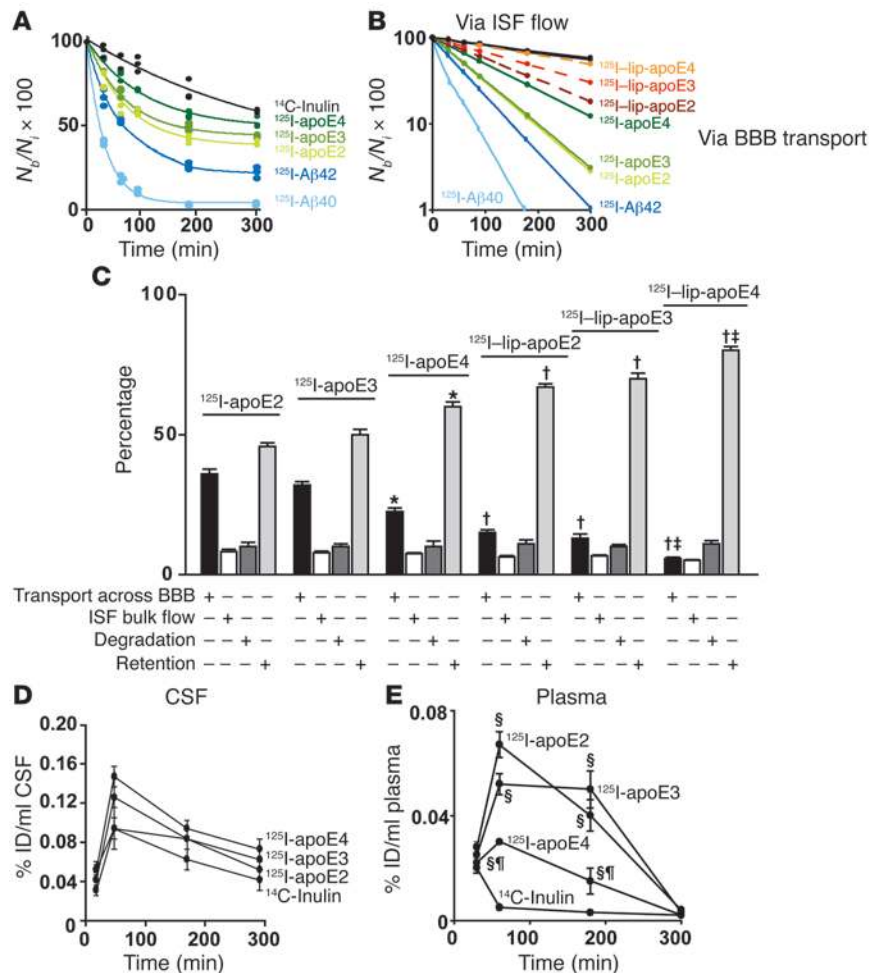 A
100
50
0
N_b/N_i × 100
0 100 200 300
Time (min)
¹⁴C-Inulin
¹²⁵I-apoE4
¹²⁵I-apoE3
¹²⁵I-apoE2
¹²⁵I-Aβ42
¹²⁵I-Aβ40
B
Via ISF flow
100
10
1
N_b/N_i × 100
0 100 200 300
Time (min)
¹²⁵I–lip-apoE4
¹²⁵I–lip-apoE3
¹²⁵I–lip-apoE2
¹²⁵I-apoE4
¹²⁵I-apoE3
¹²⁵I-apoE2
¹²⁵I-Aβ42
¹²⁵I-Aβ40
Via BBB transport
C
100
50
0
Percentage
¹²⁵I-apoE2
¹²⁵I-apoE3
¹²⁵I-apoE4
¹²⁵I–lip-apoE2
¹²⁵I–lip-apoE3
¹²⁵I–lip-apoE4
* * † † † † †‡ †‡
Transport across BBB + – – – + – – – + – – – + – – – + – – – + – – –
ISF bulk flow – + – – – + – – – + – – – + – – – + – – – + – –
Degradation – – + – – – + – – – + – – – + – – – + – – – + –
Retention – – – + – – – + – – – + – – – + – – – + – – – +
D
CSF
0.20
0.16
0.12
0.08
0.04
% ID/ml CSF
0 100 200 300
Time (min)
¹²⁵I-apoE4
¹²⁵I-apoE3
¹²⁵I-apoE2
¹⁴C-Inulin
E
Plasma
0.08
0.04
0
% ID/ml plasma
0 100 200 300
Time (min)
§
¹²⁵I-apoE2
§
¹²⁵I-apoE3
§
§
¹²⁵I-apoE4
§¶
§¶
¹⁴C-Inulin